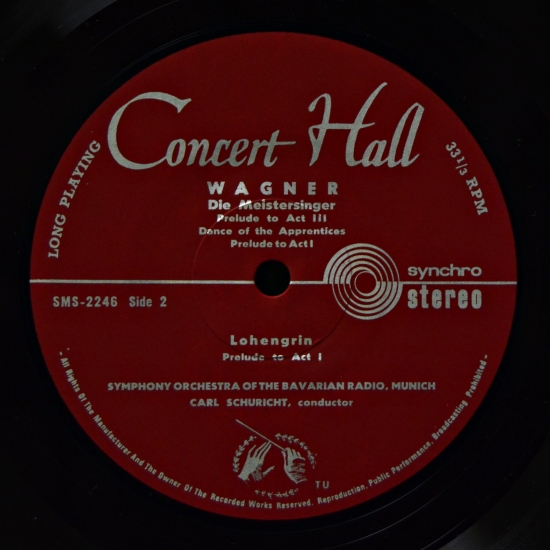 Concert Hall
LONG PLAYING
33 1/3 RPM
WAGNER
Die Meistersinger
Prelude to Act III
Dance of the Apprentices
Prelude to Act I
synchro
stereo
SMS-2246 Side 2
Lohengrin
Prelude to Act I
SYMPHONY ORCHESTRA OF THE BAVARIAN RADIO, MUNICH
CARL SCHURICHT, conductor
TU
- All Rights Of The Manufacturer And The Owner Of The Recorded Works Reserved. Reproduction, Public Performance, Broadcasting Prohibited -